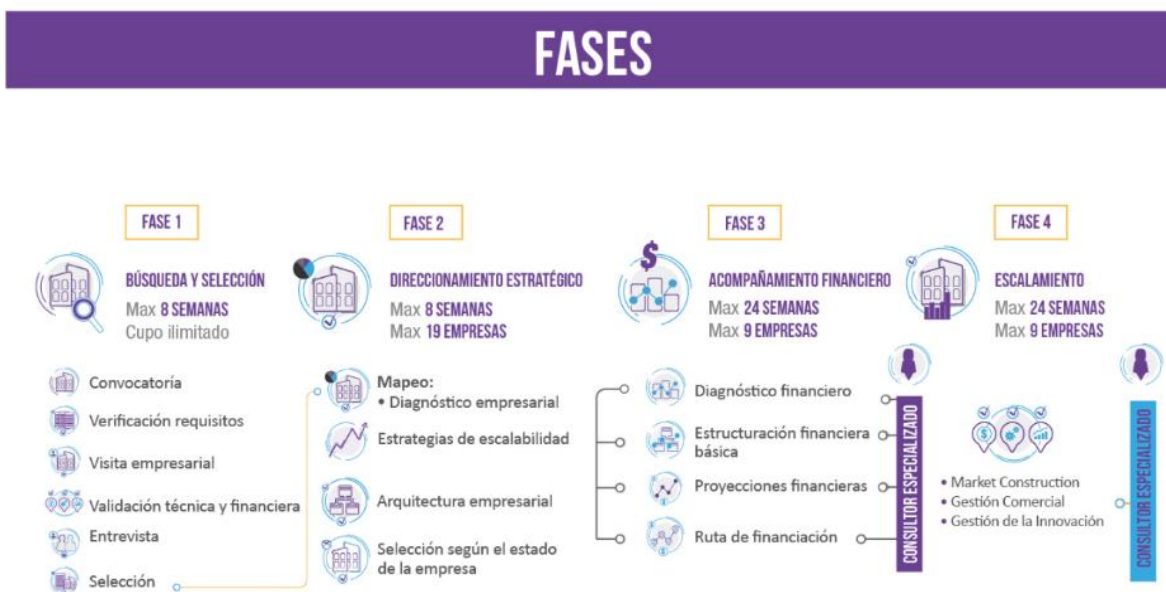 FASES
FASE 1
BÚSQUEDA Y SELECCIÓN
Max 8 SEMANAS
Cupo ilimitado
Convocatoría
Verificación requisitos
Visita empresarial
Validación técnica y financiera
Entrevista
Selección
FASE 2
DIRECCIONAMIENTO ESTRATÉGICO
Max 8 SEMANAS
Max 19 EMPRESAS
Mapeo:
• Diagnóstico empresarial
Estrategias de escalabilidad
Arquitectura empresarial
Selección según el estado
de la empresa
FASE 3
ACOMPAÑAMIENTO FINANCIERO
Max 24 SEMANAS
Max 9 EMPRESAS
Diagnóstico financiero
Estructuración financiera
básica
Proyecciones financieras
Ruta de financiación
CONSULTOR ESPECIALIZADO
FASE 4
ESCALAMIENTO
Max 24 SEMANAS
Max 9 EMPRESAS
• Market Construction
• Gestión Comercial
• Gestión de la Innovación
CONSULTOR ESPECIALIZADO